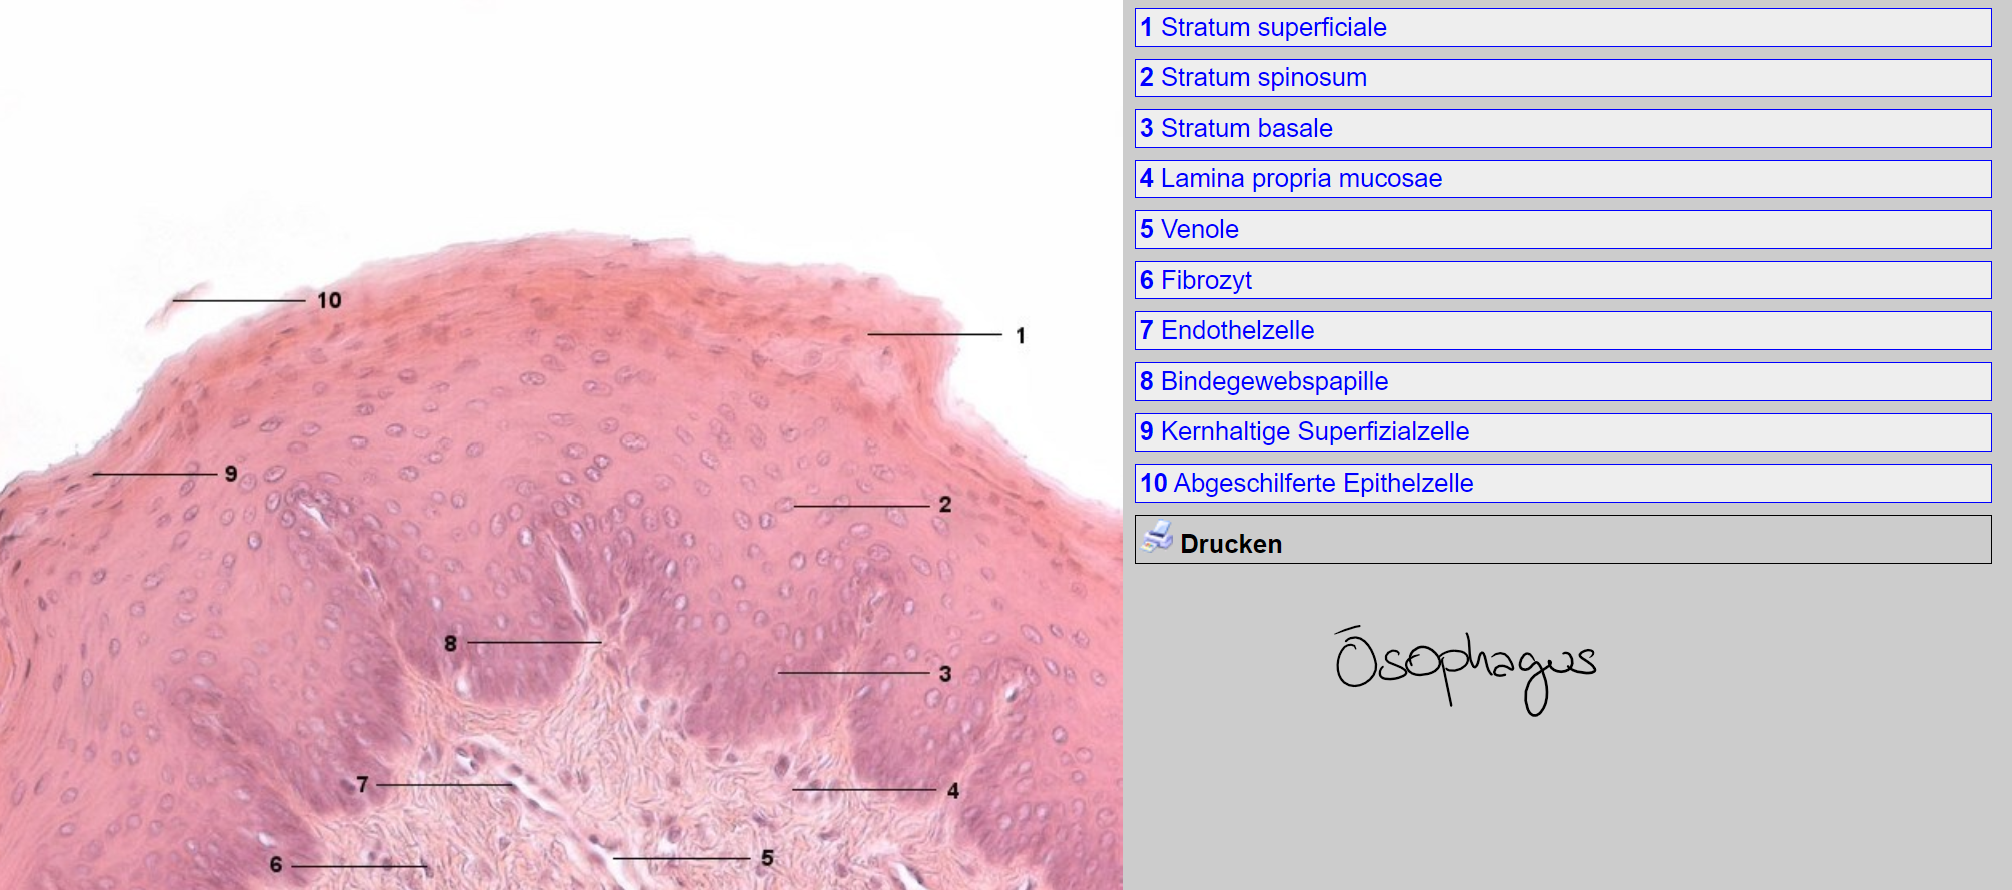 10
1
9
2
8
3
7
4
6
5
1 Stratum superficiale
2 Stratum spinosum
3 Stratum basale
4 Lamina propria mucosae
5 Venole
6 Fibrozyt
7 Endothelzelle
8 Bindegewebspapille
9 Kernhaltige Superfizialzelle
10 Abgeschilferte Epithelzelle
Drucken
Ösophagus